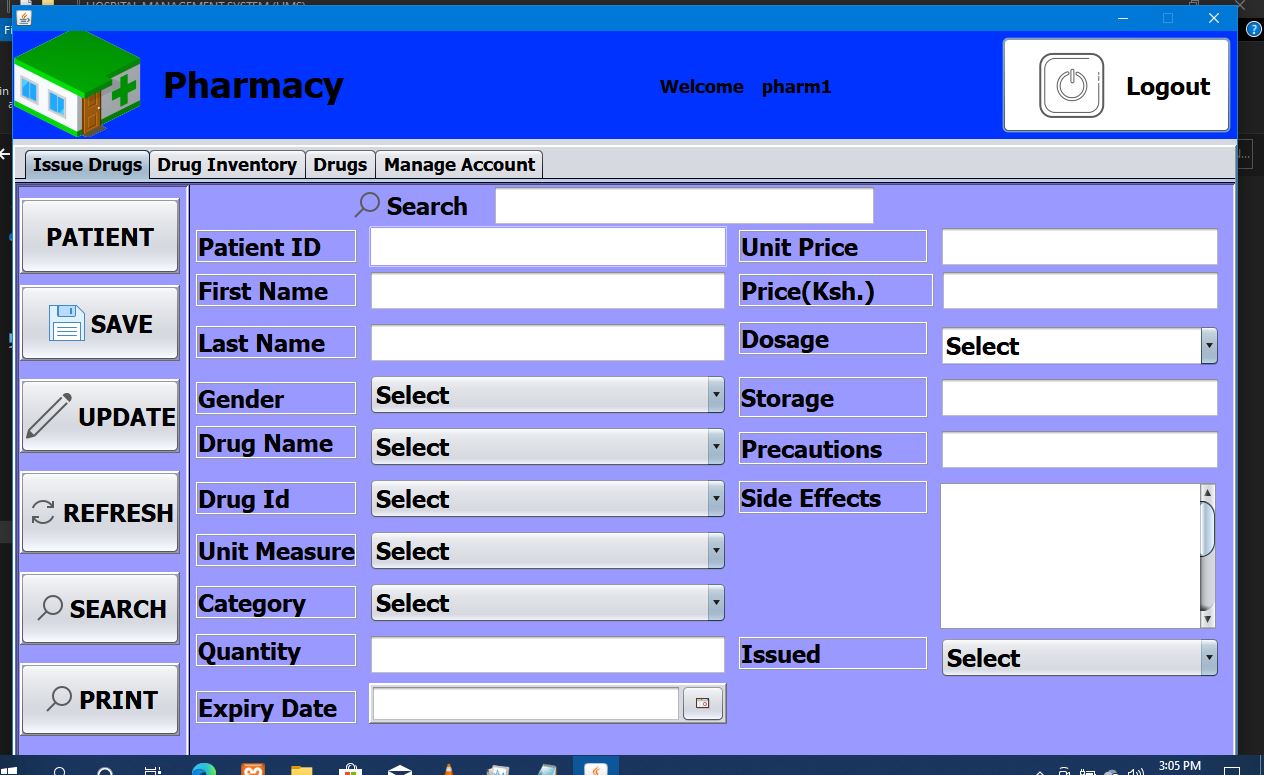 HOSPITAL MANAGEMENT SYSTEM (HMS)
Pharmacy
Welcome pharm1
Logout
Issue Drugs
Drug Inventory
Drugs
Manage Account
PATIENT
SAVE
UPDATE
REFRESH
SEARCH
PRINT
Search
Patient ID
First Name
Last Name
Gender
Select
Drug Name
Select
Drug Id
Select
Unit Measure
Select
Category
Select
Quantity
Expiry Date
Unit Price
Price(Ksh.)
Dosage
Select
Storage
Precautions
Side Effects
Issued
Select
3:05 PM